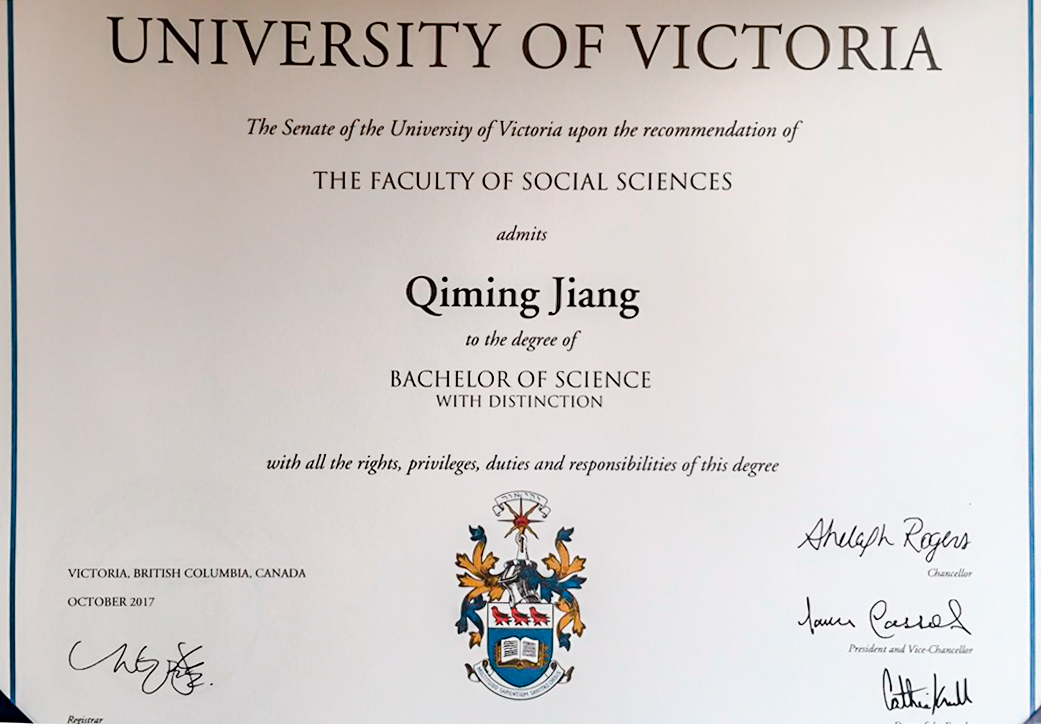 UNIVERSITY OF VICTORIA
The Senate of the University of Victoria upon the recommendation of
THE FACULTY OF SOCIAL SCIENCES
admits
Qiming Jiang
to the degree of
BACHELOR OF SCIENCE
WITH DISTINCTION
with all the rights, privileges, duties and responsibilities of this degree
VICTORIA, BRITISH COLUMBIA, CANADA
OCTOBER 2017
Registrar
Shelagh Rogers
Chancellor
President and Vice-Chancellor